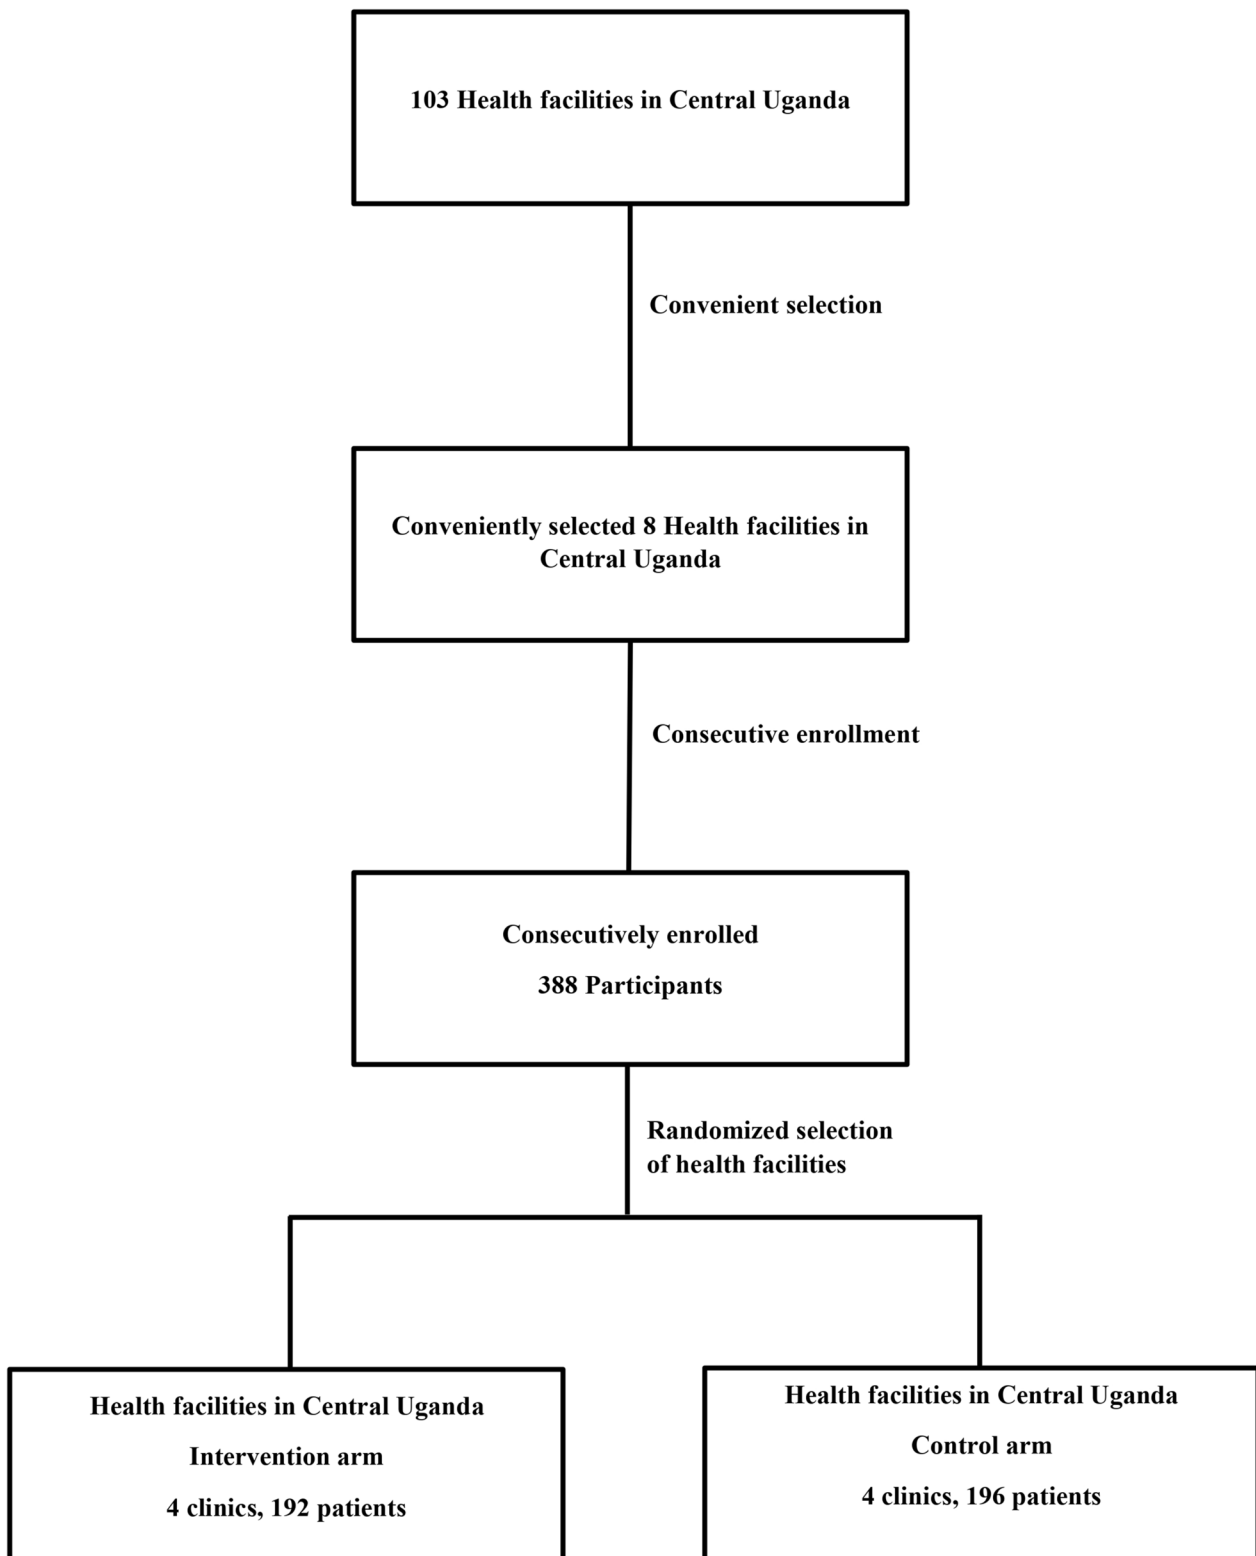 103 Health facilities in Central Uganda
Convenient selection
Conveniently selected 8 Health facilities in
Central Uganda
Consecutive enrollment
Consecutively enrolled
388 Participants
Randomized selection
of health facilities
Health facilities in Central Uganda
Intervention arm
4 clinics, 192 patients
Health facilities in Central Uganda
Control arm
4 clinics, 196 patients